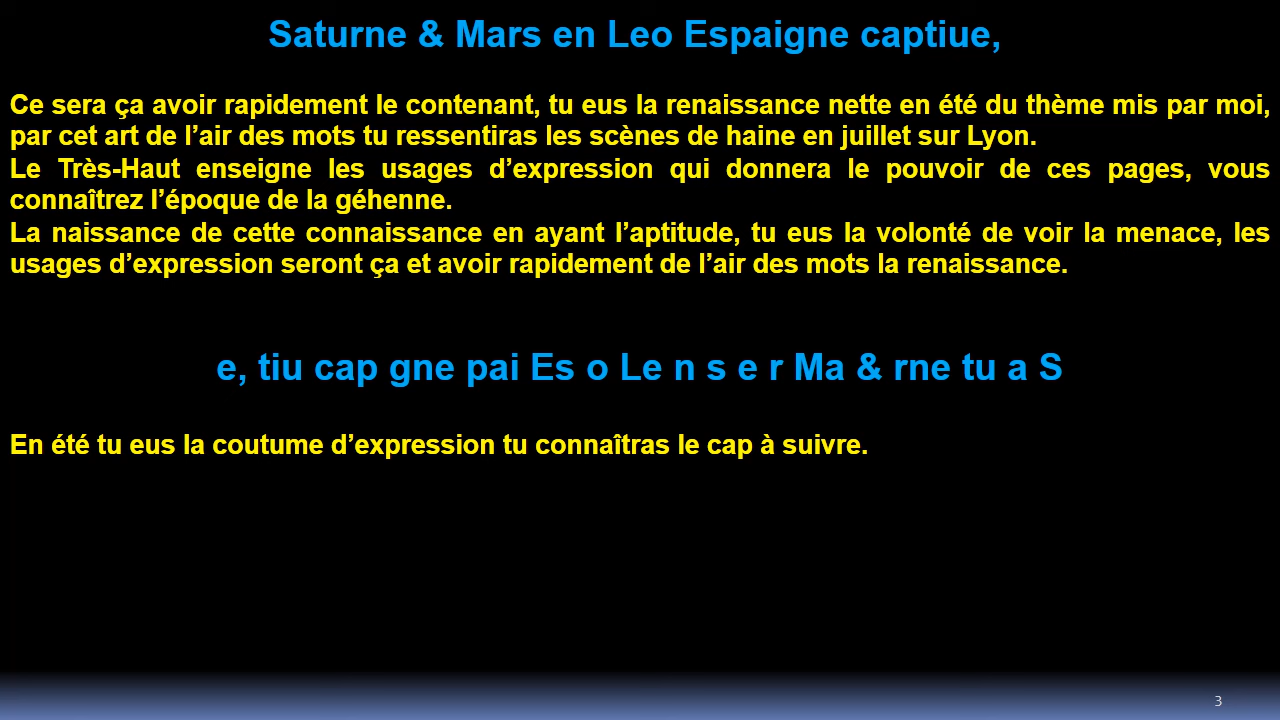 Saturne & Mars en Leo Espaigne captiue,
Ce sera ça avoir rapidement le contenant, tu eus la renaissance nette en été du thème mis par moi,
par cet art de l’air des mots tu ressentiras les scènes de haine en juillet sur Lyon.
Le Très-Haut enseigne les usages d’expression qui donnera le pouvoir de ces pages, vous
connaîtrez l’époque de la géhenne.
La naissance de cette connaissance en ayant l’aptitude, tu eus la volonté de voir la menace, les
usages d’expression seront ça et avoir rapidement de l’air des mots la renaissance.
e, tiu cap gne pai Es o Le n s e r Ma & rne tu a S
En été tu eus la coutume d’expression tu connaîtras le cap à suivre.
3